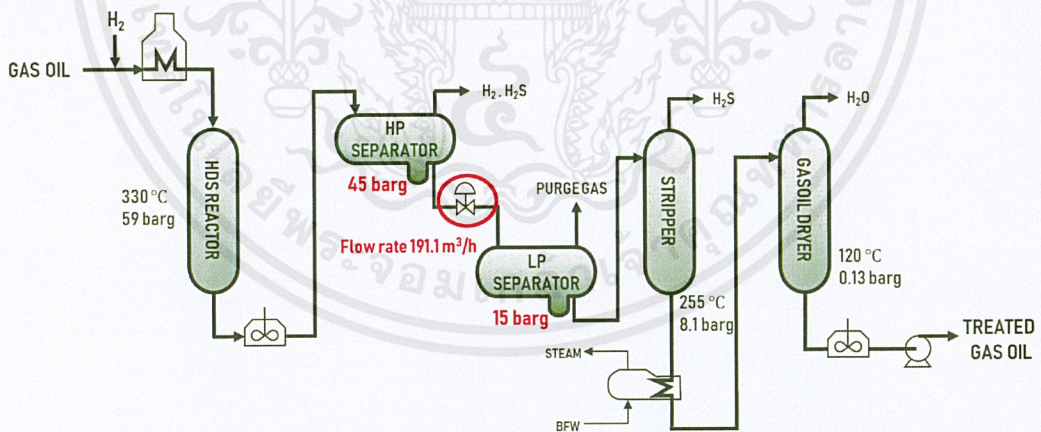 H₂
GAS OIL
HDS REACTOR
330 °C
59 barg
HP
SEPARATOR
H₂ , H₂S
45 barg
Flow rate 191.1 m³/h
PURGE GAS
LP
SEPARATOR
15 barg
H₂S
STRIPPER
255 °C
8.1 barg
STEAM
BFW
H₂O
GASOIL DRYER
120 °C
0.13 barg
TREATED
GAS OIL